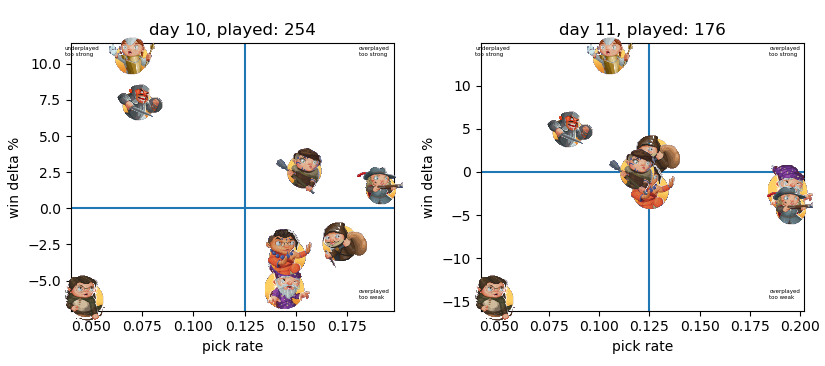 day 10, played: 254
underplayed
too strong
overplayed
too strong
10.0
7.5
5.0
2.5
0.0
−2.5
−5.0
win delta %
overplayed
too weak
0.050 0.075 0.100 0.125 0.150 0.175
pick rate
day 11, played: 176
underplayed
too strong
overplayed
too strong
10
5
0
−5
−10
−15
win delta %
overplayed
too weak
0.050 0.075 0.100 0.125 0.150 0.175 0.200
pick rate